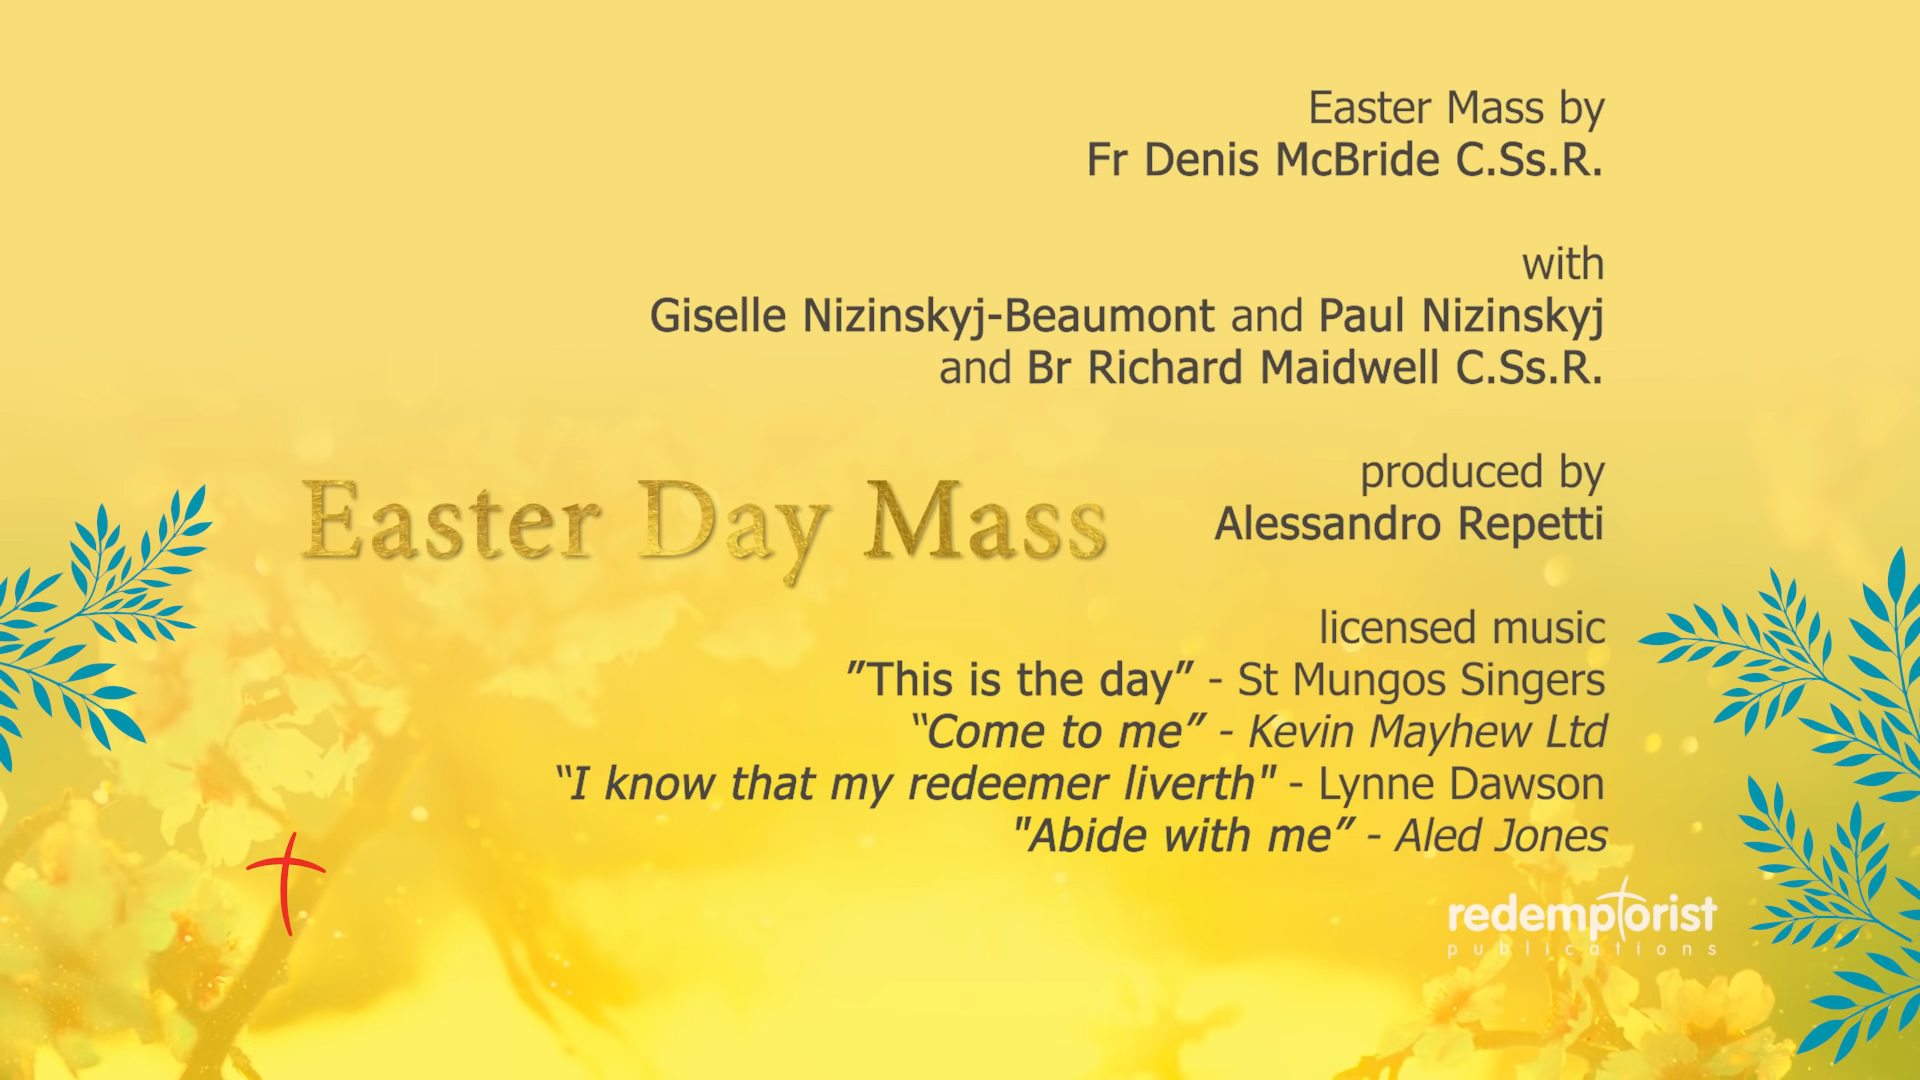 Easter Mass by
Fr Denis McBride C.Ss.R.
with
Giselle Nizinskyj-Beaumont and Paul Nizinskyj
and Br Richard Maidwell C.Ss.R.
Easter Day Mass
produced by
Alessandro Repetti
licensed music
”This is the day” - St Mungos Singers
“Come to me” - Kevin Mayhew Ltd
“I know that my redeemer liverth" - Lynne Dawson
"Abide with me” - Aled Jones
redemptorist
publications